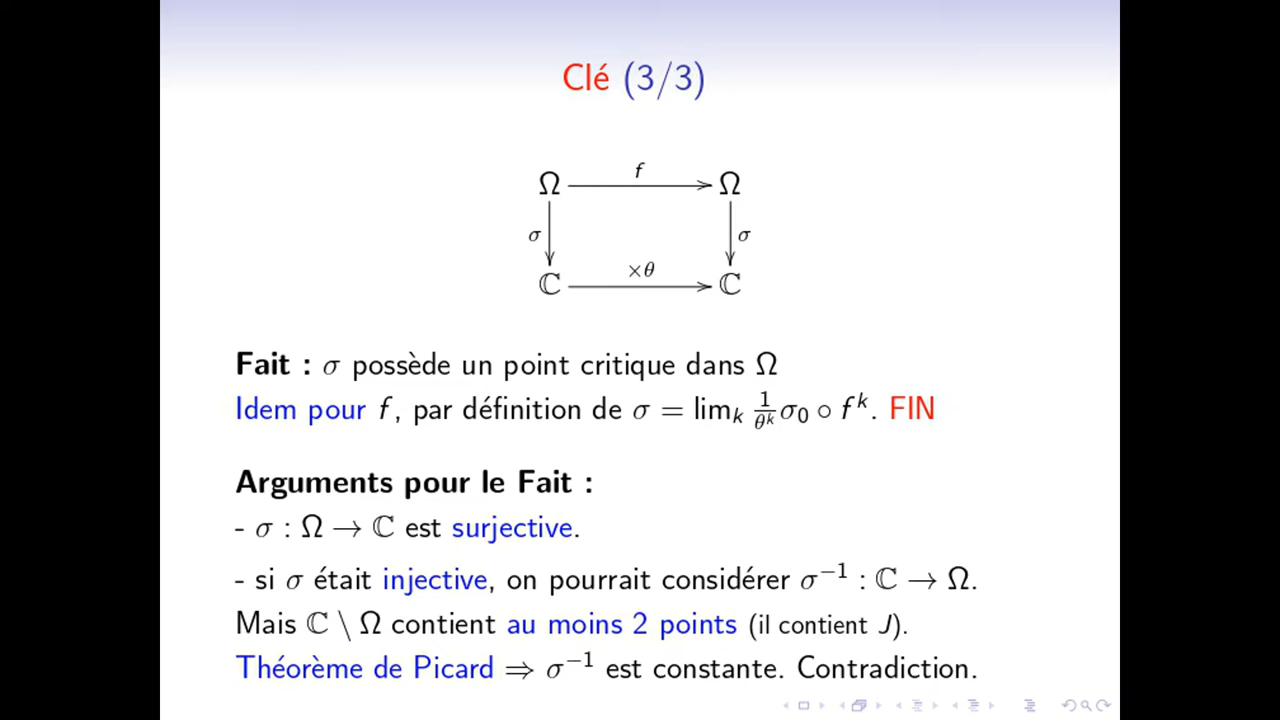 Clé (3/3)
Ω f Ω
σ σ
ℂ ×θ ℂ
Fait : σ possède un point critique dans Ω
Idem pour f, par définition de σ = lim_k 1/θ^k σ_0 ∘ f^k. FIN
Arguments pour le Fait :
- σ : Ω → ℂ est surjective.
- si σ était injective, on pourrait considérer σ^−1 : ℂ → Ω.
Mais ℂ \ Ω contient au moins 2 points (il contient J).
Théorème de Picard ⇒ σ^−1 est constante. Contradiction.